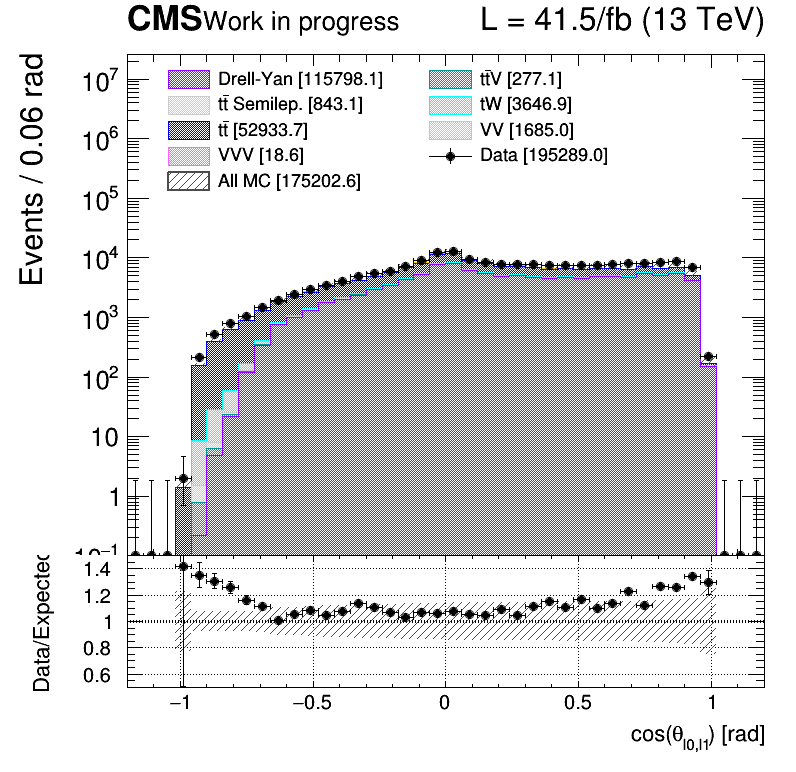 CMS Work in progress L = 41.5/fb (13 TeV)
Events / 0.06 rad
10⁷
10⁶
10⁵
10⁴
10³
10²
10
1
10⁻¹
Drell-Yan [115798.1]
tt̄ Semilep. [843.1]
tt̄ [52933.7]
VVV [18.6]
All MC [175202.6]
tt̄V [277.1]
tW [3646.9]
VV [1685.0]
Data [195289.0]
Data/Expected
1.4
1.2
1
0.8
0.6
−1 −0.5 0 0.5 1
cos(θ_l0,l1) [rad]